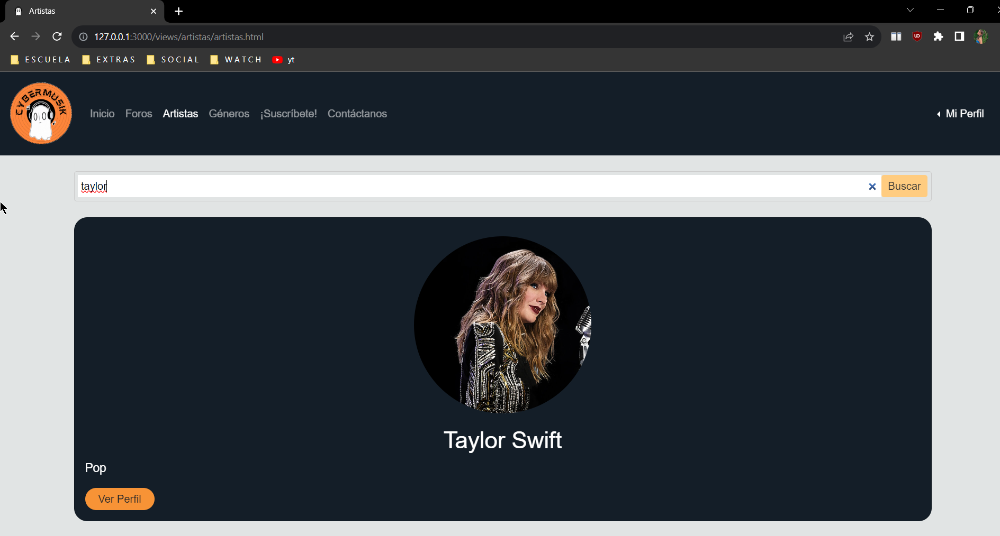 Artistas
127.0.0.1:3000/views/artistas/artistas.html
ESCUELA EXTRAS SOCIAL WATCH yt
CYBERMUSIK
Inicio Foros Artistas Géneros ¡Suscríbete! Contáctanos Mi Perfil
taylor Buscar
Taylor Swift
Pop
Ver Perfil